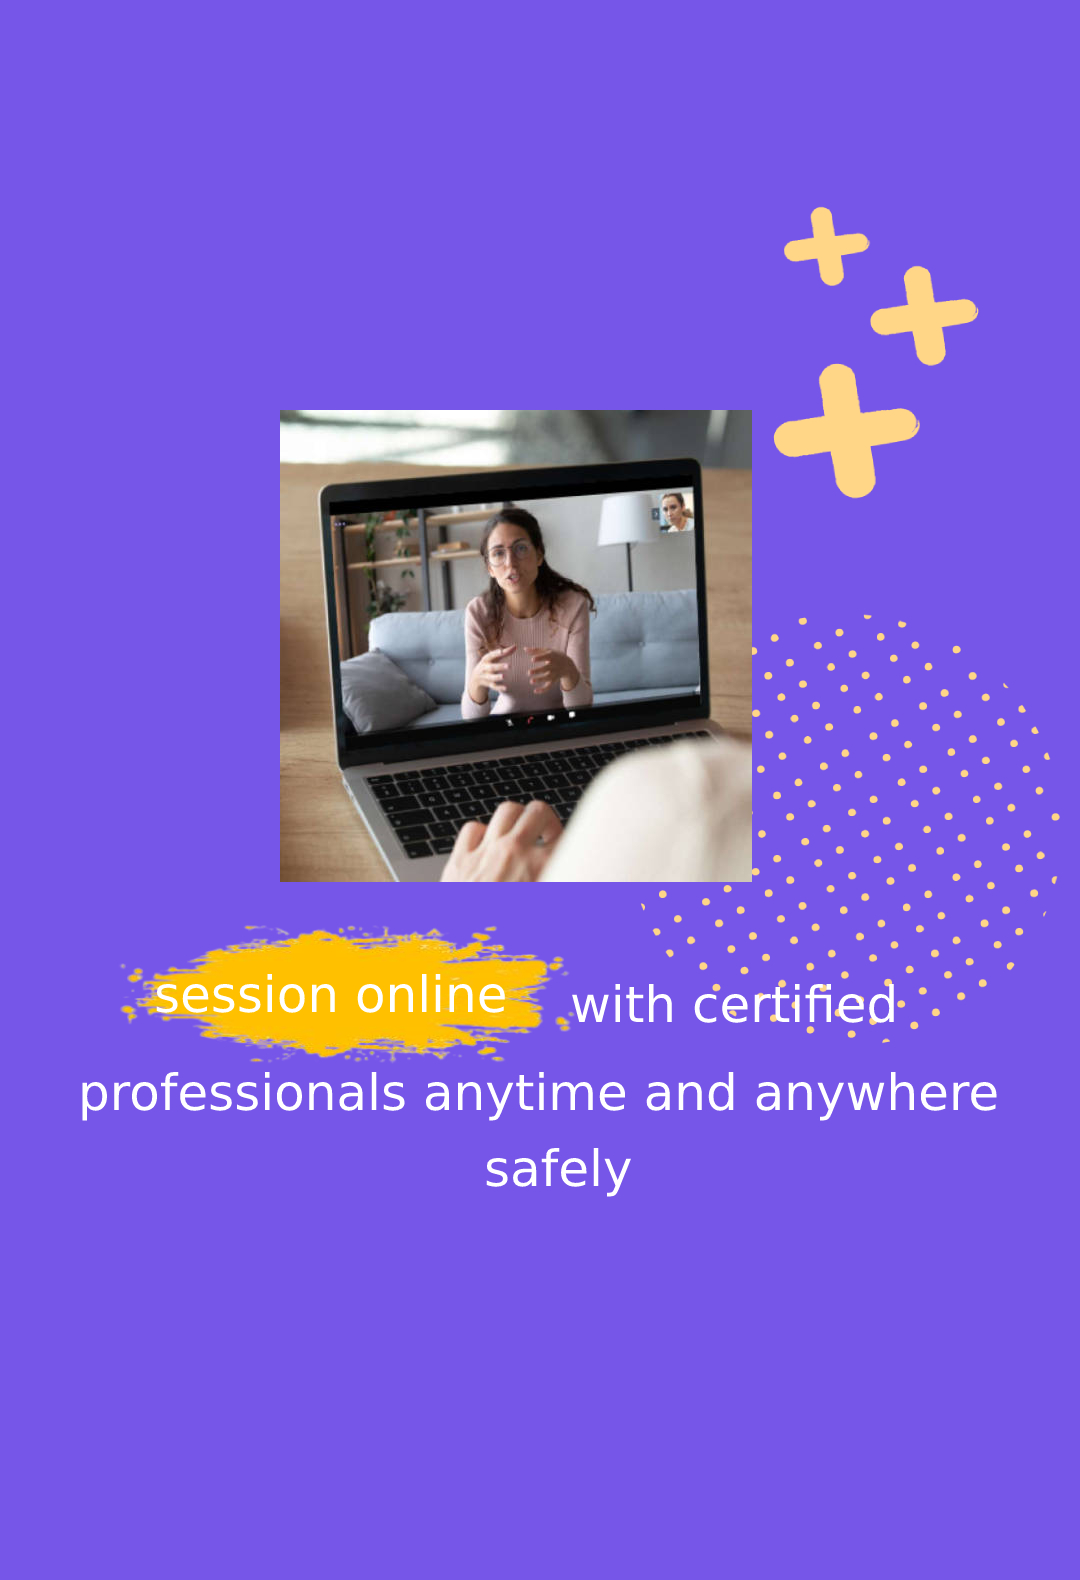 session online with certified
professionals anytime and anywhere
safely